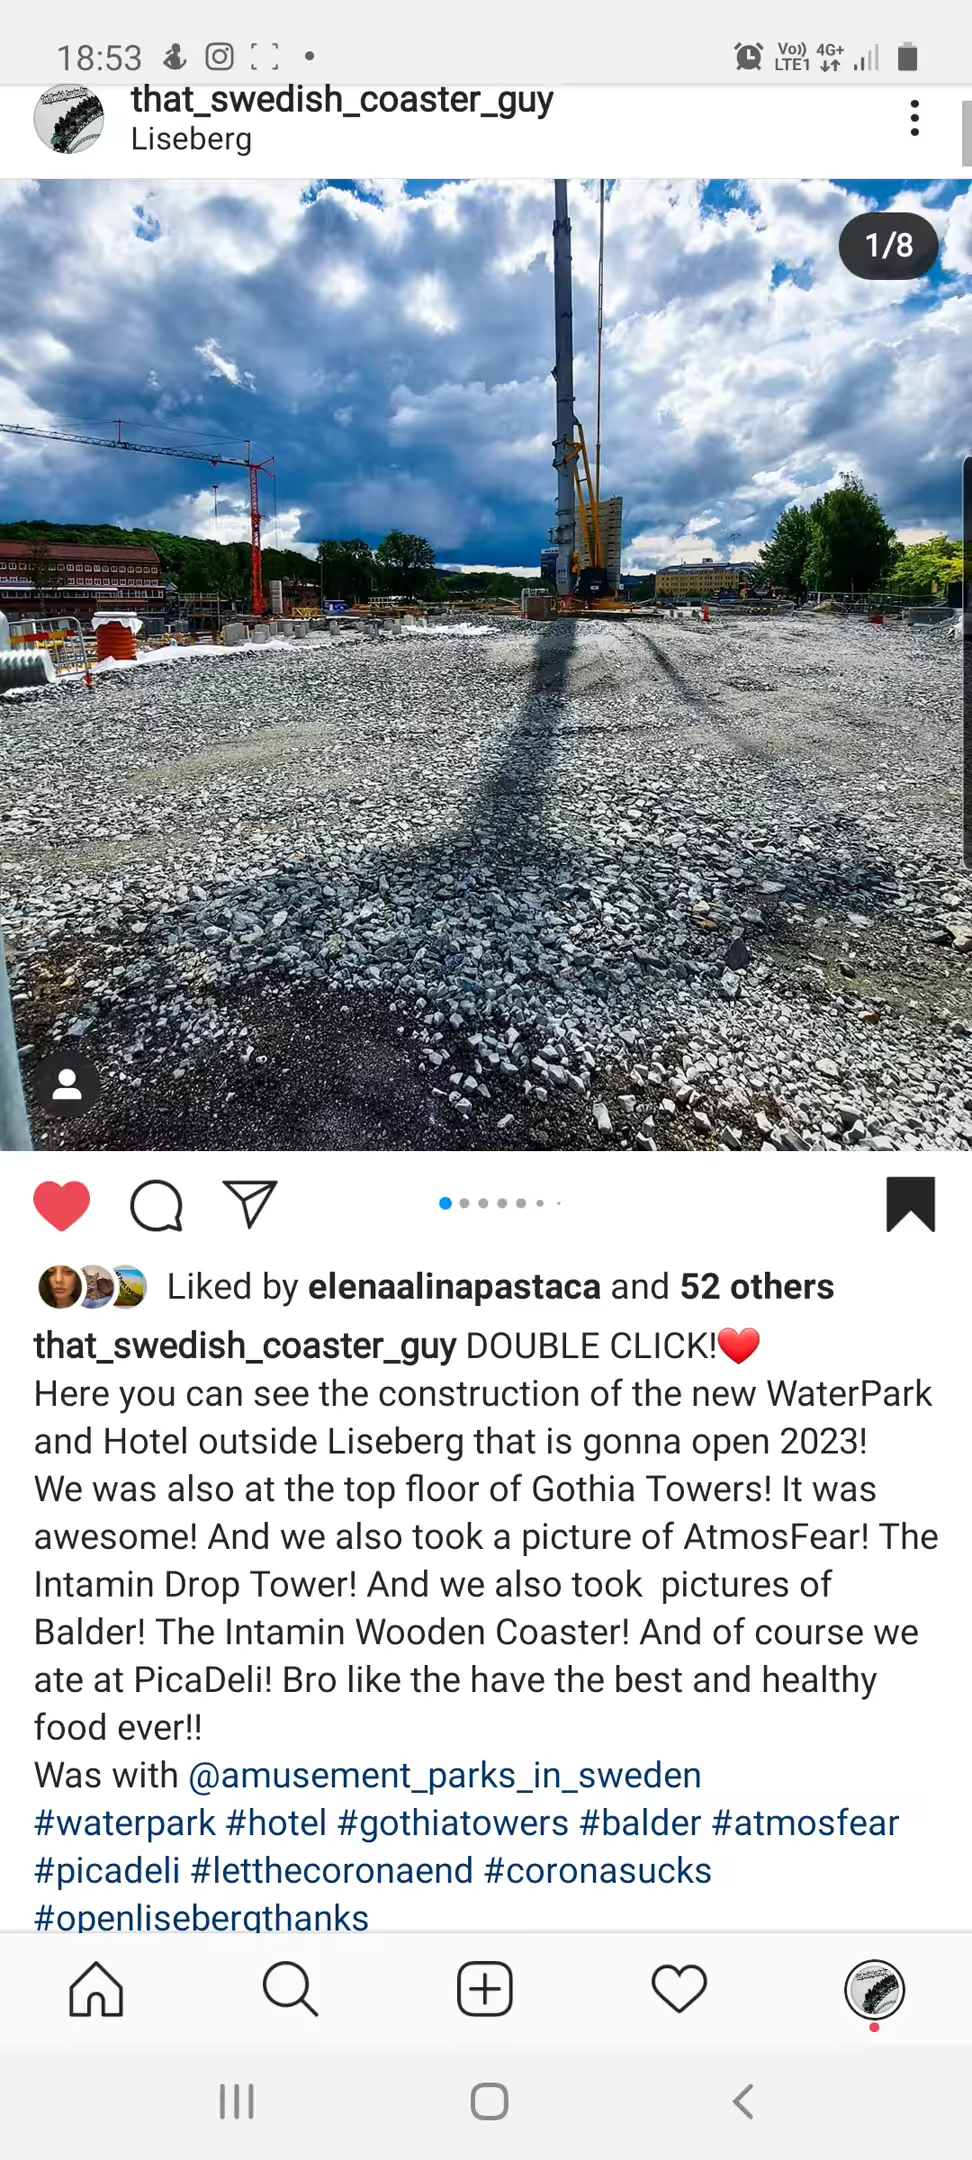 18:53
Vo)) 4G+
LTE1
that_swedish_coaster_guy
Liseberg
1/8
Liked by elenaalinapastaca and 52 others
that_swedish_coaster_guy DOUBLE CLICK!❤️
Here you can see the construction of the new WaterPark
and Hotel outside Liseberg that is gonna open 2023!
We was also at the top floor of Gothia Towers! It was
awesome! And we also took a picture of AtmosFear! The
Intamin Drop Tower! And we also took  pictures of
Balder! The Intamin Wooden Coaster! And of course we
ate at PicaDeli! Bro like the have the best and healthy
food ever!!
Was with @amusement_parks_in_sweden
#waterpark #hotel #gothiatowers #balder #atmosfear
#picadeli #letthecoronaend #coronasucks
#openlisebergthanks